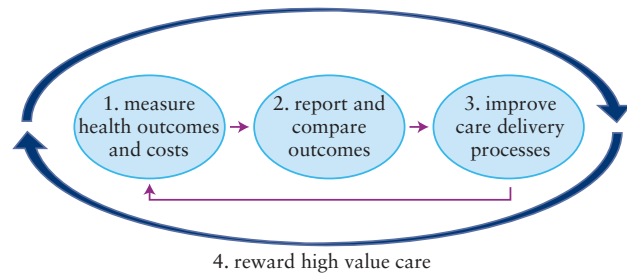 1. measure
health outcomes
and costs
2. report and
compare
outcomes
3. improve
care delivery
processes
4. reward high value care